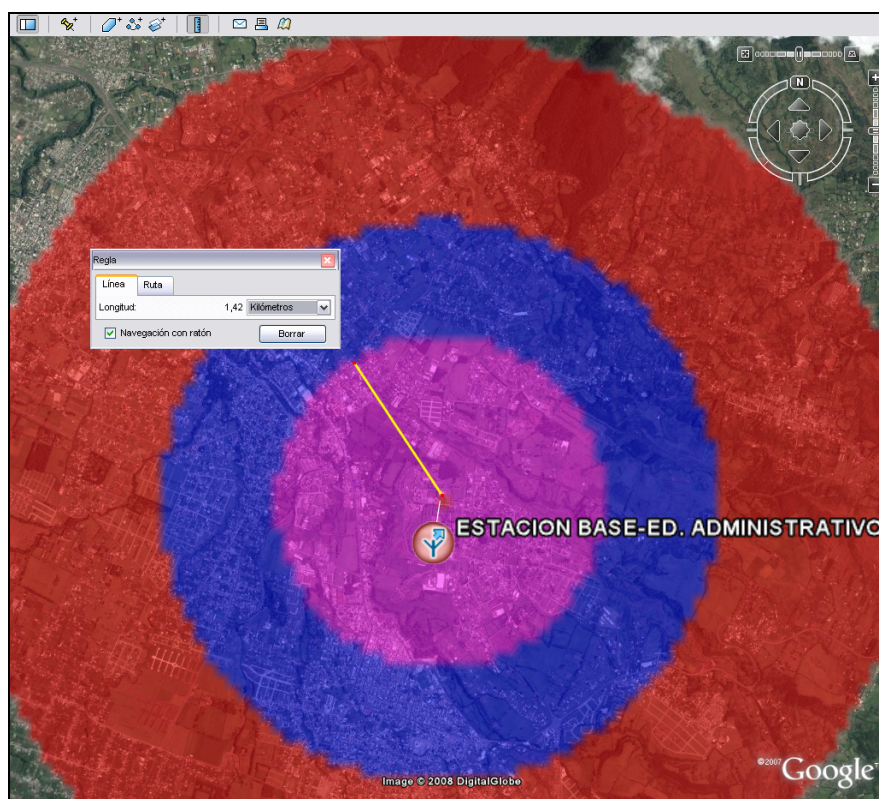 N
Regla
Línea
Ruta
Longitud:
1,42
Kilómetros
Navegación con ratón
Borrar
ESTACION BASE-ED. ADMINISTRATIVO
Image © 2008 DigitalGlobe
©2007 Google